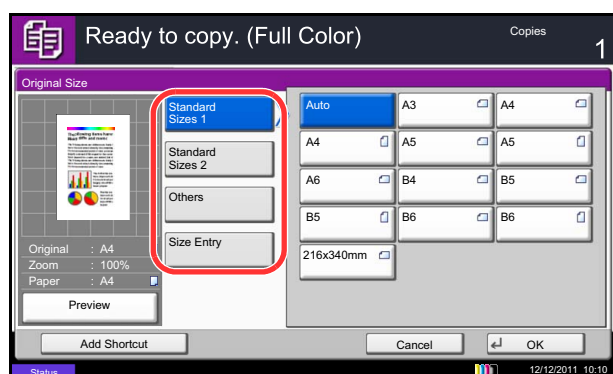 Ready to copy. (Full Color)
Copies
1
Original Size
Standard
Sizes 1
Standard
Sizes 2
Others
Size Entry
Auto
A3
A4
A4
A5
A5
A6
B4
B5
B5
B6
B6
216x340mm
Original : A4
Zoom : 100%
Paper : A4
Preview
Add Shortcut
Cancel
OK
Status
12/12/2011 10:10